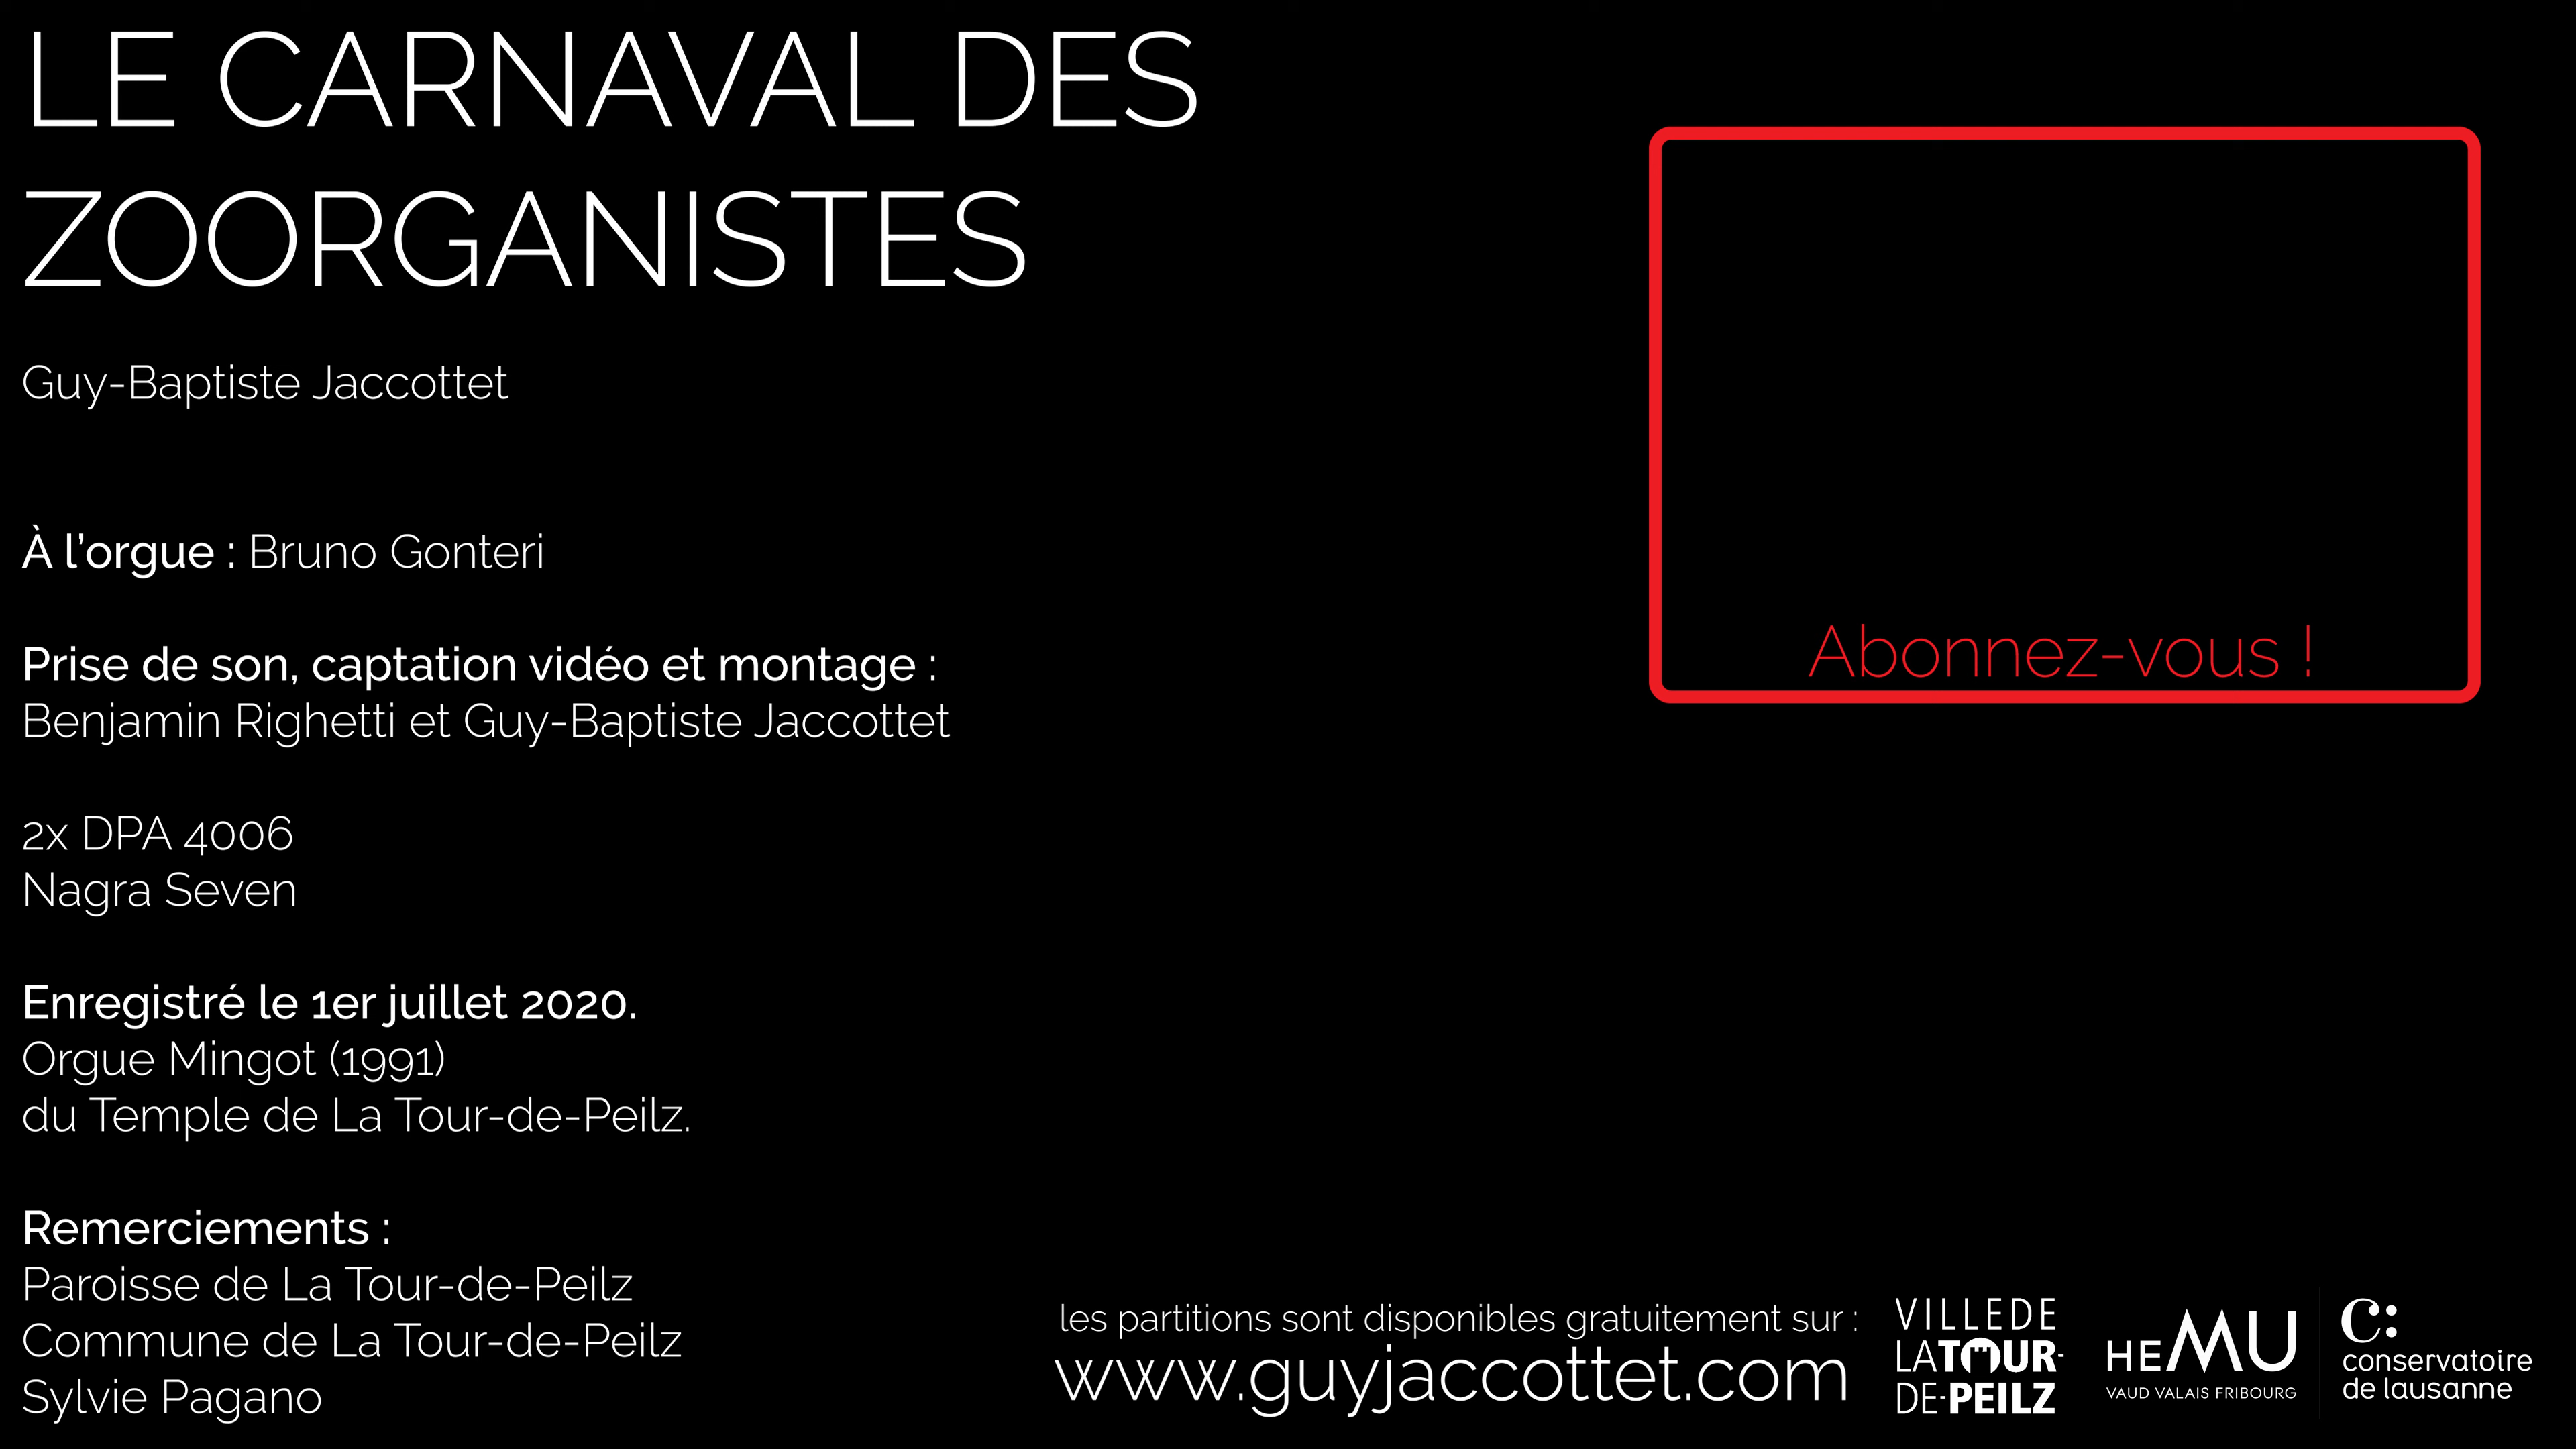 LE CARNAVAL DES
ZOORGANISTES
Guy-Baptiste Jaccottet
À l'orgue : Bruno Gonteri
Prise de son, captation vidéo et montage :
Benjamin Righetti et Guy-Baptiste Jaccottet
2x DPA 4006
Nagra Seven
Enregistré le 1er juillet 2020.
Orgue Mingot (1991)
du Temple de La Tour-de-Peilz.
Remerciements :
Paroisse de La Tour-de-Peilz
Commune de La Tour-de-Peilz
Sylvie Pagano
Abonnez-vous !
les partitions sont disponibles gratuitement sur :
www.guyjaccottet.com
VILLE DE
LA TOUR-
DE-PEILZ
HEMU
VAUD VALAIS FRIBOURG
C:
conservatoire
de lausanne